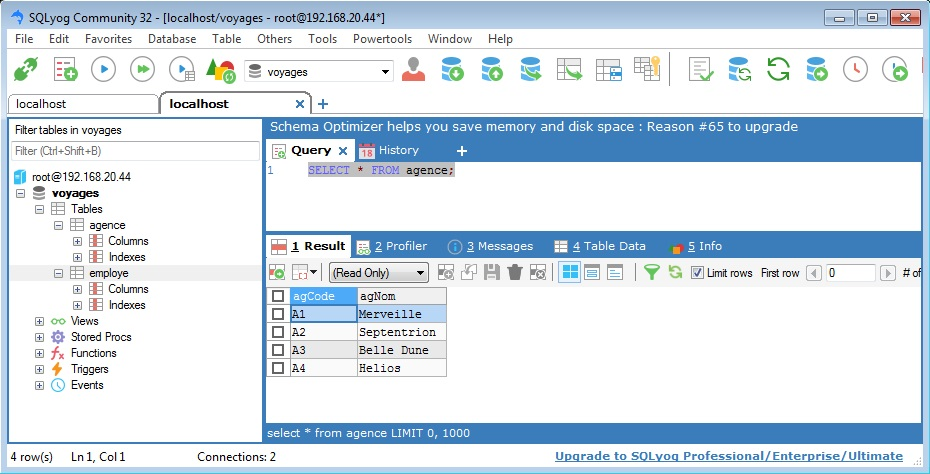 SQLyog Community 32 - [localhost/voyages - root@192.168.20.44*]
File Edit Favorites Database Table Others Tools Powertools Window Help
voyages
localhost
localhost
Filter tables in voyages
Filter (Ctrl+Shift+B)
root@192.168.20.44
voyages
Tables
agence
Columns
Indexes
employe
Columns
Indexes
Views
Stored Procs
Functions
Triggers
Events
Schema Optimizer helps you save memory and disk space : Reason #65 to upgrade
Query 18 History
1 SELECT * FROM agence;
1 Result 2 Profiler 3 Messages 4 Table Data 5 Info
(Read Only) Limit rows First row 0 # of
agCode agNom
A1 Merveille
A2 Septentrion
A3 Belle Dune
A4 Helios
select * from agence LIMIT 0, 1000
4 row(s) Ln 1, Col 1 Connections: 2 Upgrade to SQLyog Professional/Enterprise/Ultimate